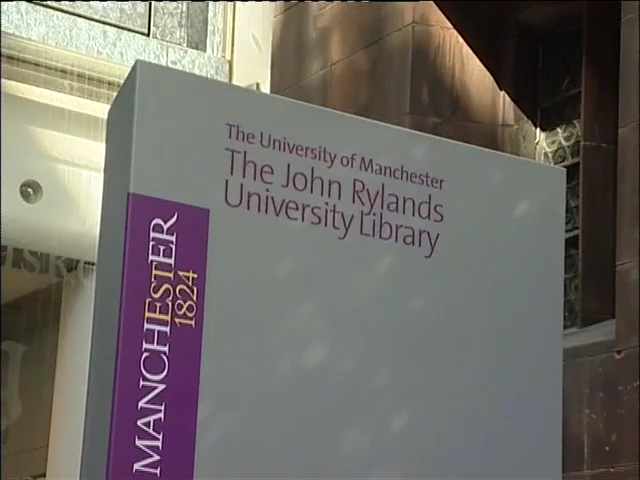 The University of Manchester
The John Rylands
University Library
MANCHESTER
1824